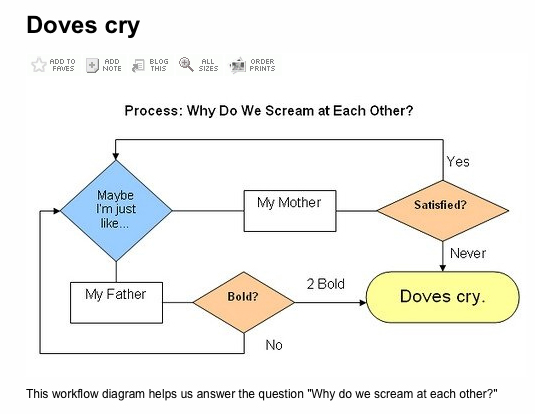 Doves cry
ADD TO FAVES
ADD NOTE
BLOG THIS
ALL SIZES
ORDER PRINTS
Process: Why Do We Scream at Each Other?
Yes
Maybe
I'm just
like...
My Mother
Satisfied?
Never
My Father
Bold?
2 Bold
Doves cry.
No
This workflow diagram helps us answer the question "Why do we scream at each other?"